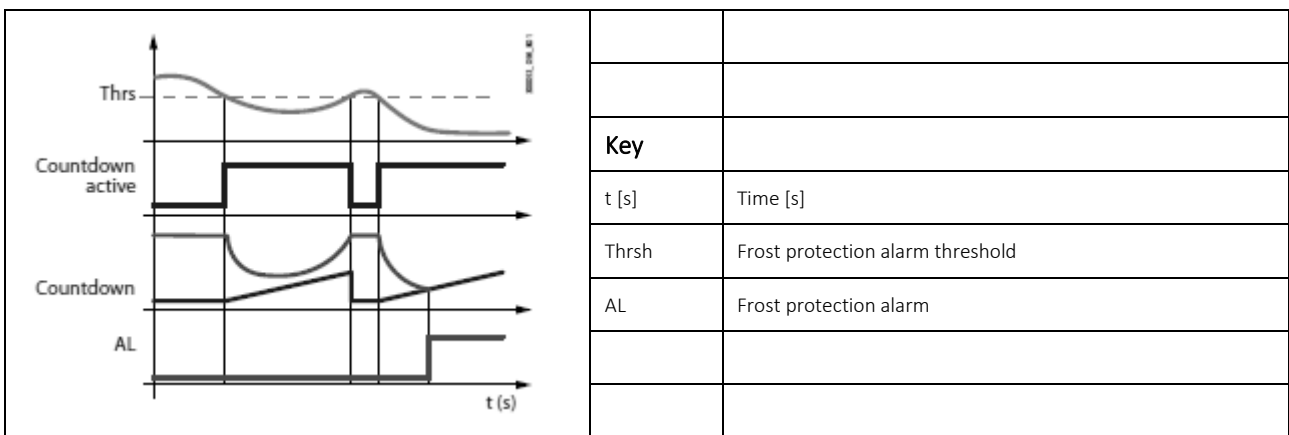 Thrs
Countdown
active
Countdown
AL
t (s)
Key
t [s] Time [s]
Thrsh Frost protection alarm threshold
AL Frost protection alarm